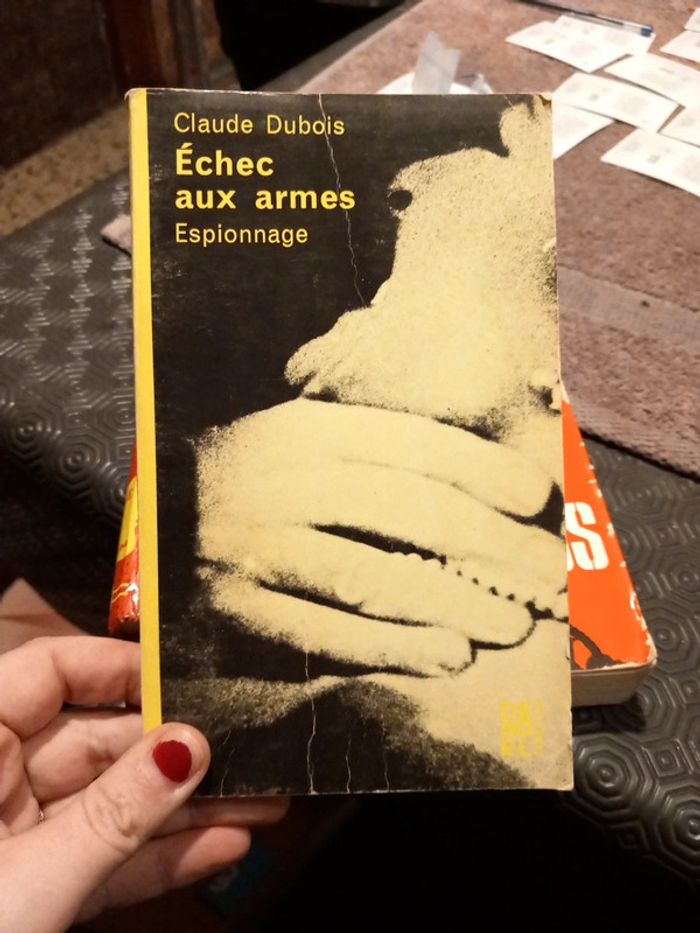 Claude Dubois
Échec
aux armes
Espionnage